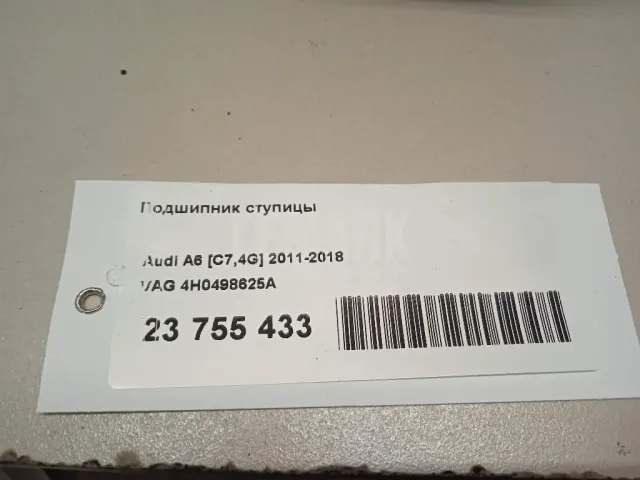 Подшипник ступицы
Audi A6 [C7,4G] 2011-2018
VAG 4H0498625A
23 755 433